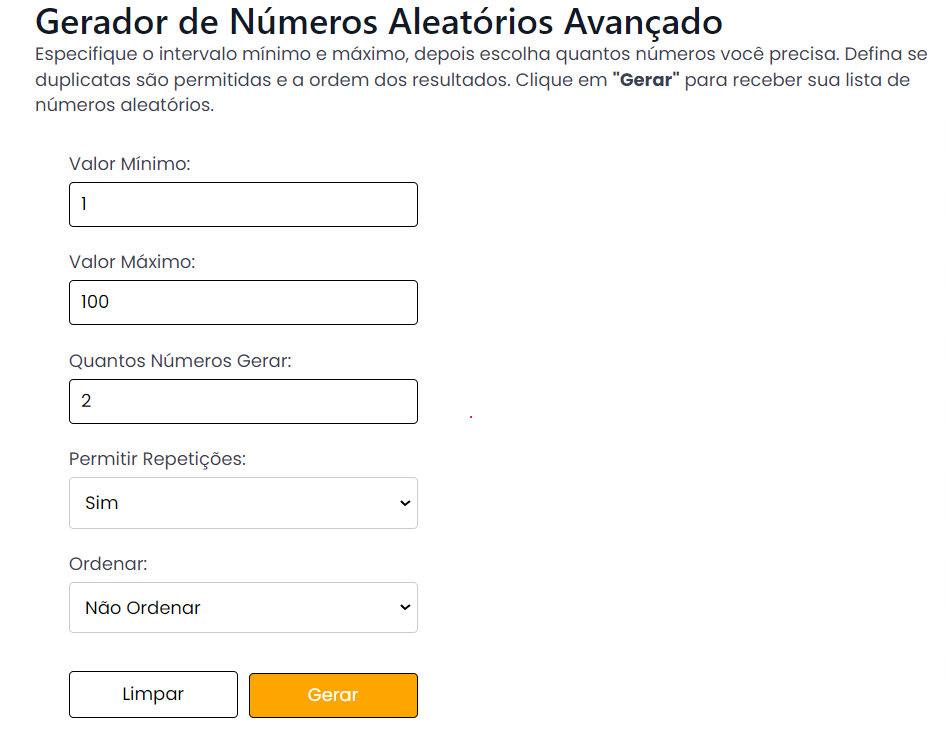 Gerador de Números Aleatórios Avançado
Especifique o intervalo mínimo e máximo, depois escolha quantos números você precisa. Defina se
duplicatas são permitidas e a ordem dos resultados. Clique em "Gerar" para receber sua lista de
números aleatórios.
Valor Mínimo:
1
Valor Máximo:
100
Quantos Números Gerar:
2
Permitir Repetições:
Sim
Ordenar:
Não Ordenar
Limpar Gerar